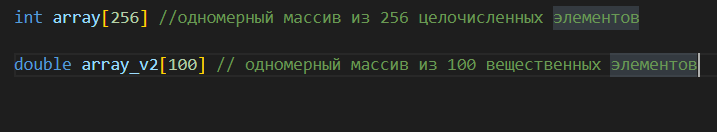 int array[256] //одномерный массив из 256 целочисленных элементов
double array_v2[100] // одномерный массив из 100 вещественных элементов